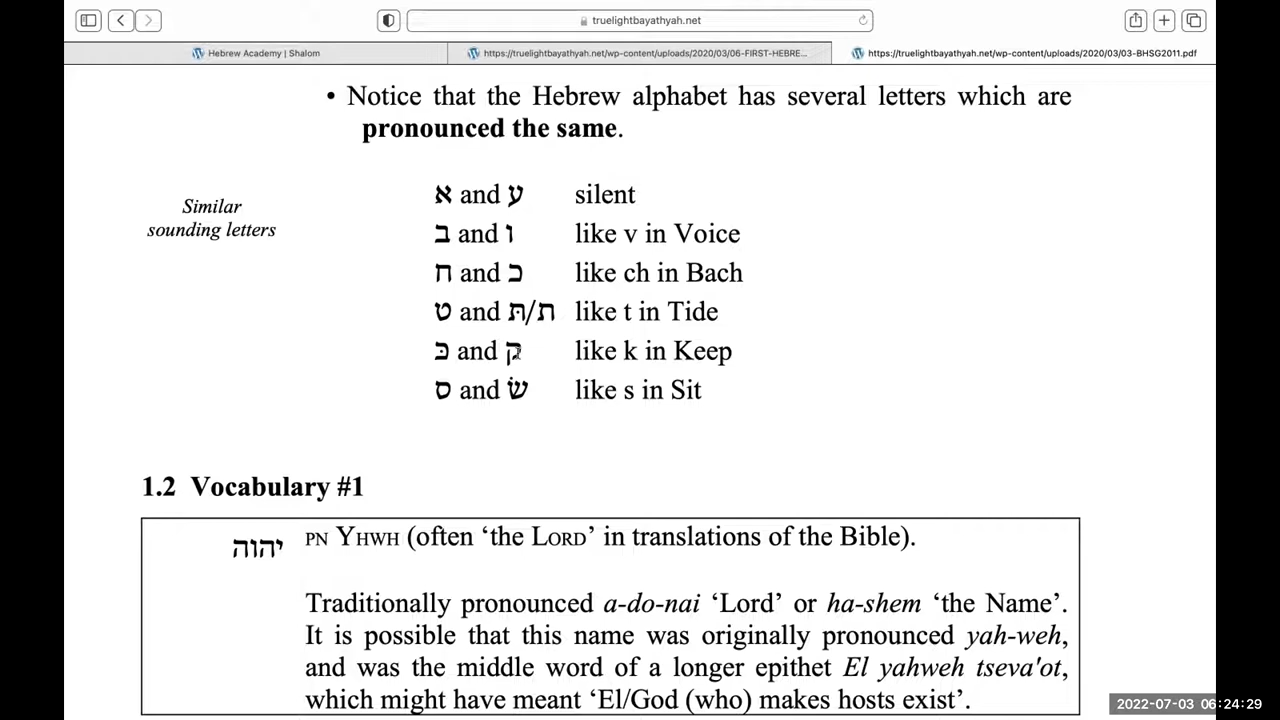 truelightbayathyah.net
Hebrew Academy | Shalom
https://truelightbayathyah.net/wp-content/uploads/2020/03/06-FIRST-HEBRE...
https://truelightbayathyah.net/wp-content/uploads/2020/03/03-BHSG2011.pdf
• Notice that the Hebrew alphabet has several letters which are
pronounced the same.
Similar
sounding letters
א and ע silent
ב and ו like v in Voice
ח and כ like ch in Bach
ט and תּ/ת like t in Tide
כּ and ק like k in Keep
ס and שׂ like s in Sit
1.2 Vocabulary #1
יהוה PN YHWH (often ‘the LORD’ in translations of the Bible).
Traditionally pronounced a-do-nai ‘Lord’ or ha-shem ‘the Name’.
It is possible that this name was originally pronounced yah-weh,
and was the middle word of a longer epithet El yahweh tseva'ot,
which might have meant ‘El/God (who) makes hosts exist’.
2022-07-03 06:24:29